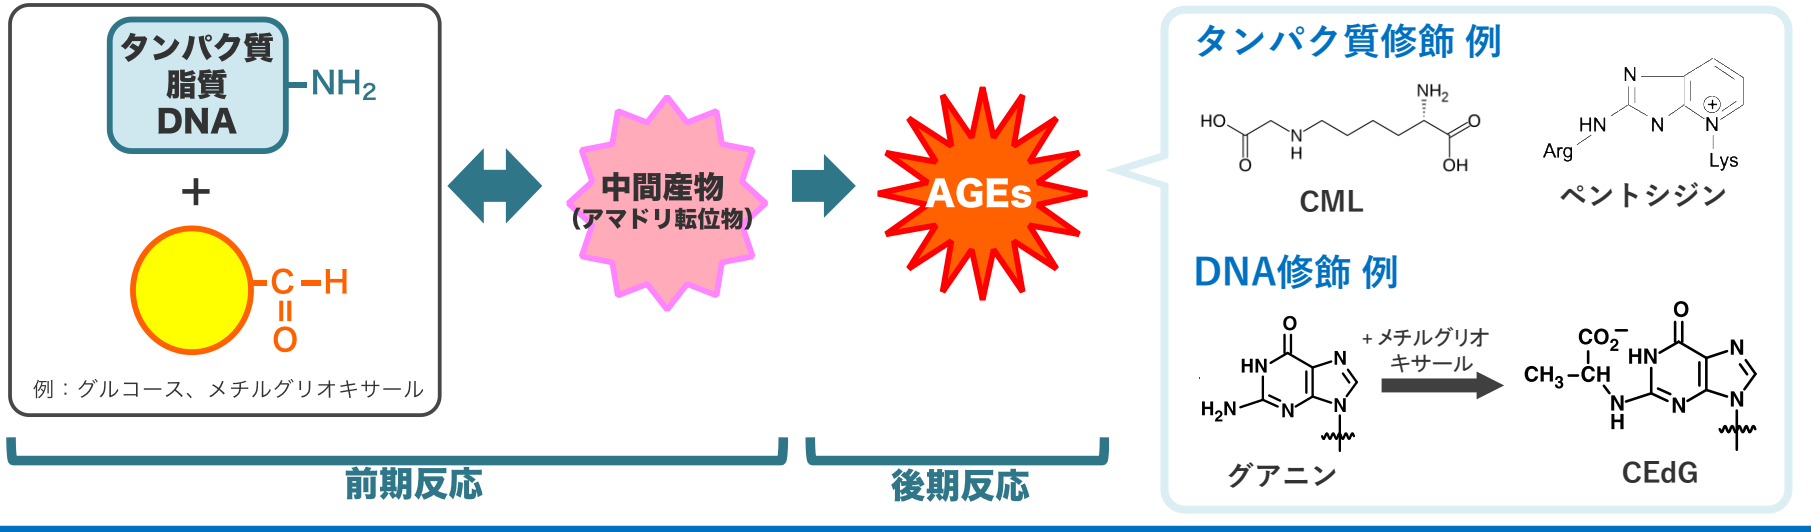 タンパク質
脂質
DNA
NH2
+
C H
O
例：グルコース、メチルグリオキサール
中間産物
(アマドリ転位物)
AGEs
前期反応
後期反応
タンパク質修飾 例
HO
O
N
H
NH2
O
OH
CML
N
N
N
+
HN
Arg
Lys
ペントシジン
DNA修飾 例
O
HN
N
H2N
N
N
グアニン
+ メチルグリオ
キサール
O
CO2−
HN
N
CH3
CH
N
H
N
N
CEdG